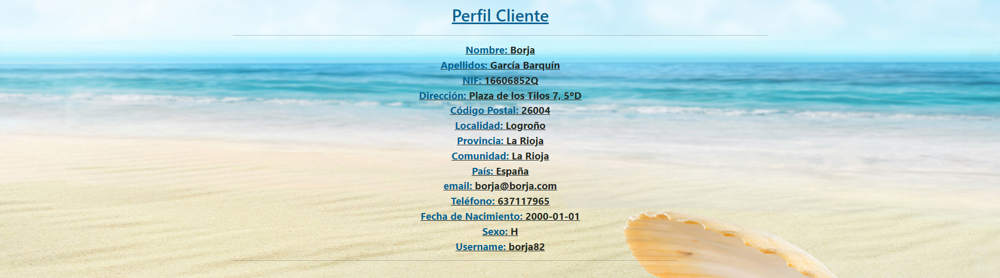 Perfil Cliente
Nombre: Borja
Apellidos: García Barquín
NIF: 16606852Q
Dirección: Plaza de los Tilos 7, 5ºD
Código Postal: 26004
Localidad: Logroño
Provincia: La Rioja
Comunidad: La Rioja
País: España
email: borja@borja.com
Teléfono: 637117965
Fecha de Nacimiento: 2000-01-01
Sexo: H
Username: borja82